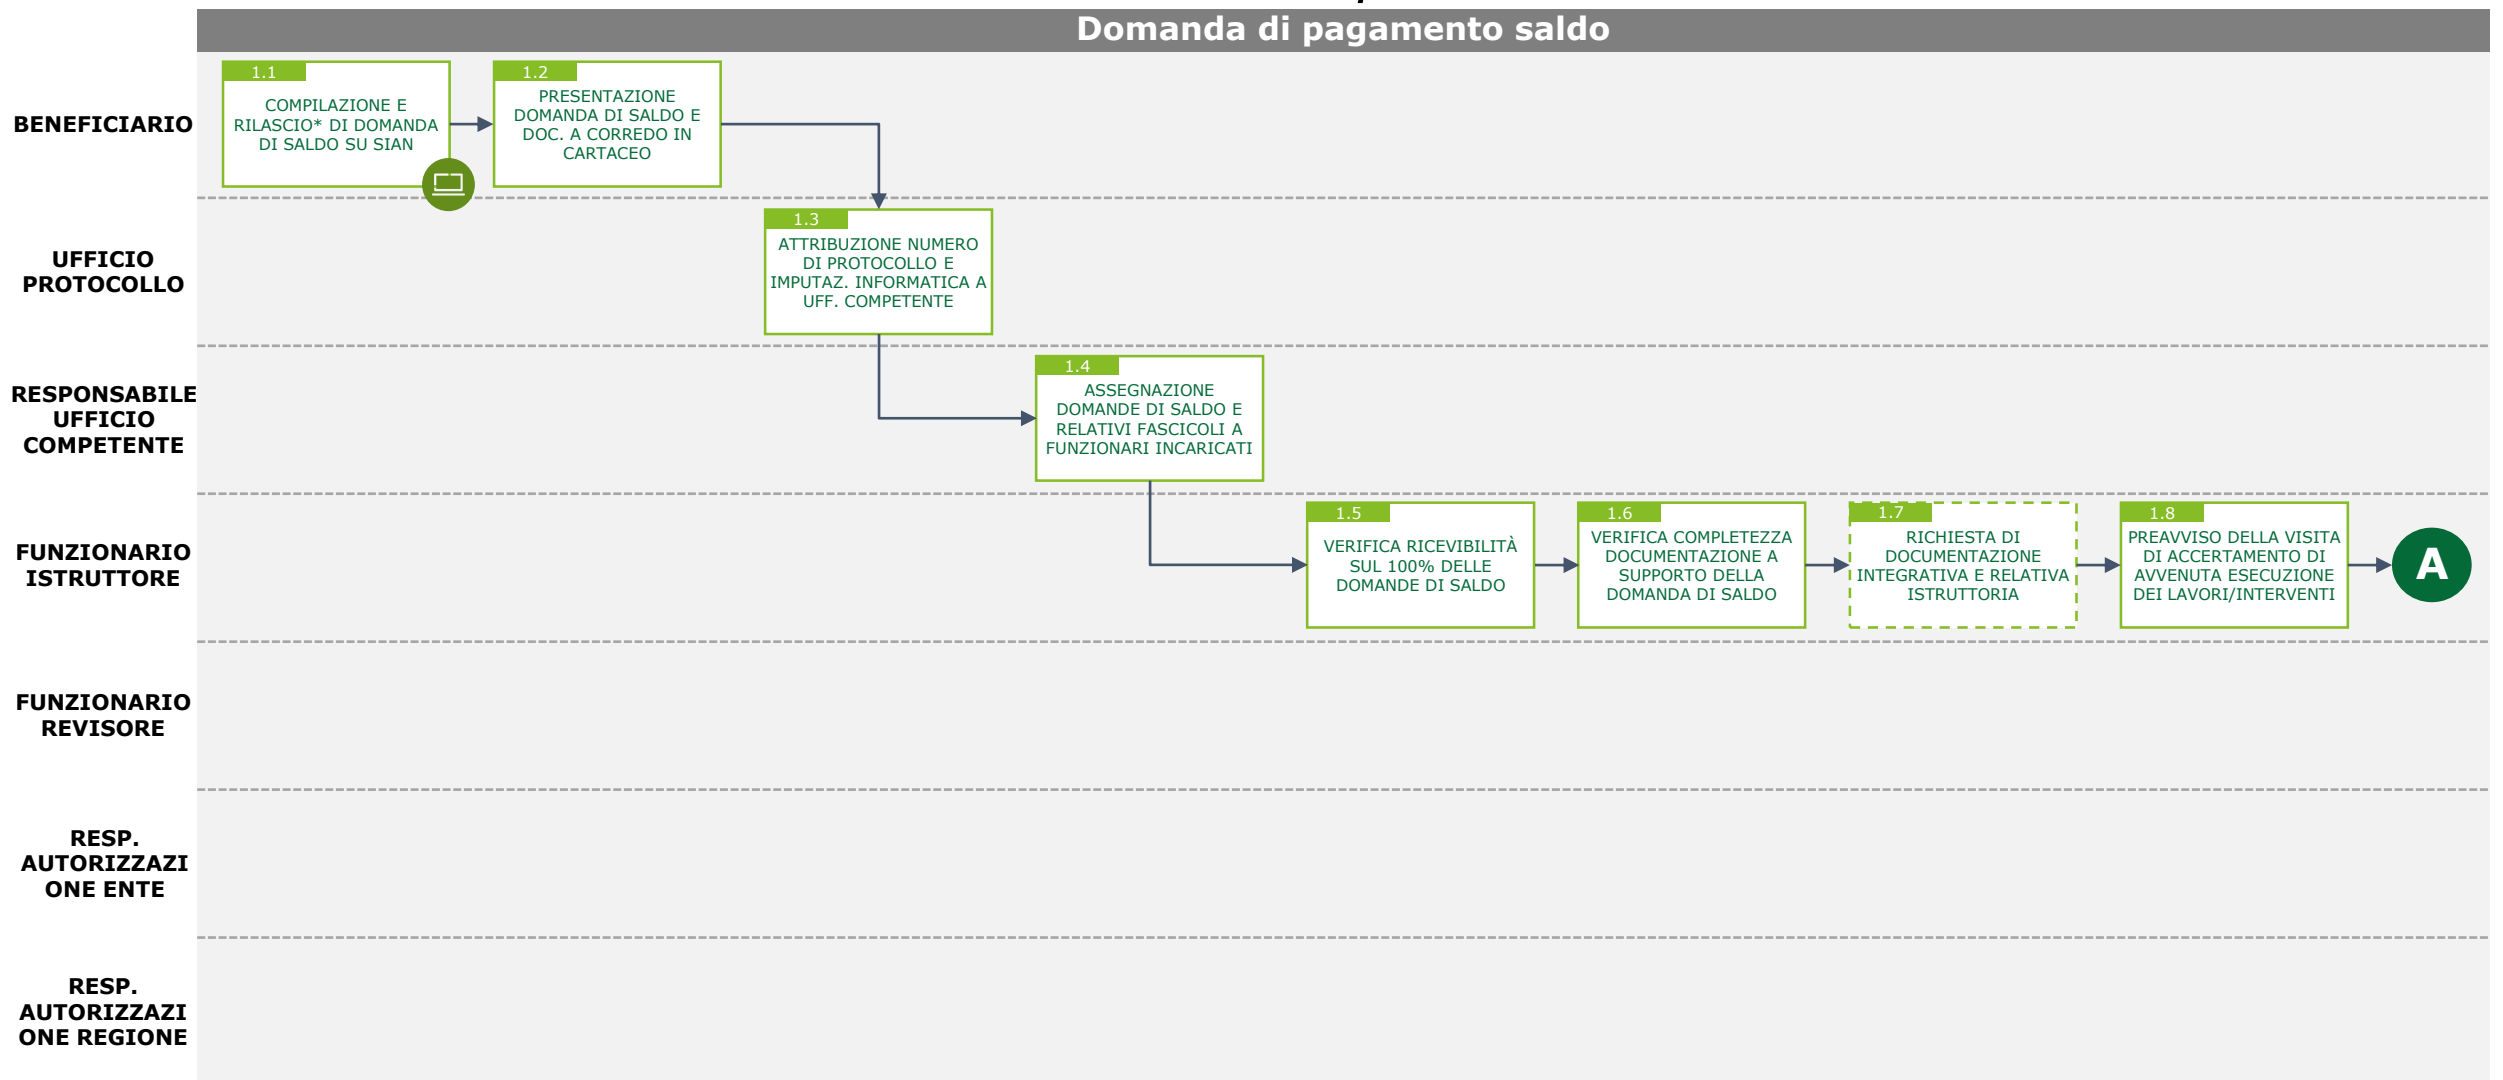 Domanda di pagamento saldo
BENEFICIARIO
1.1
COMPILAZIONE E
RILASCIO* DI DOMANDA
DI SALDO SU SIAN
1.2
PRESENTAZIONE
DOMANDA DI SALDO E
DOC. A CORREDO IN
CARTACEO
UFFICIO
PROTOCOLLO
1.3
ATTRIBUZIONE NUMERO
DI PROTOCOLLO E
IMPUTAZ. INFORMATICA A
UFF. COMPETENTE
RESPONSABILE
UFFICIO
COMPETENTE
1.4
ASSEGNAZIONE
DOMANDE DI SALDO E
RELATIVI FASCICOLI A
FUNZIONARI INCARICATI
FUNZIONARIO
ISTRUTTORE
1.5
VERIFICA RICEVIBILITÀ
SUL 100% DELLE
DOMANDE DI SALDO
1.6
VERIFICA COMPLETEZZA
DOCUMENTAZIONE A
SUPPORTO DELLA
DOMANDA DI SALDO
1.7
RICHIESTA DI
DOCUMENTAZIONE
INTEGRATIVA E RELATIVA
ISTRUTTORIA
1.8
PREAVVISO DELLA VISITA
DI ACCERTAMENTO DI
AVVENUTA ESECUZIONE
DEI LAVORI/INTERVENTI
A
FUNZIONARIO
REVISORE
RESP.
AUTORIZZAZI
ONE ENTE
RESP.
AUTORIZZAZI
ONE REGIONE